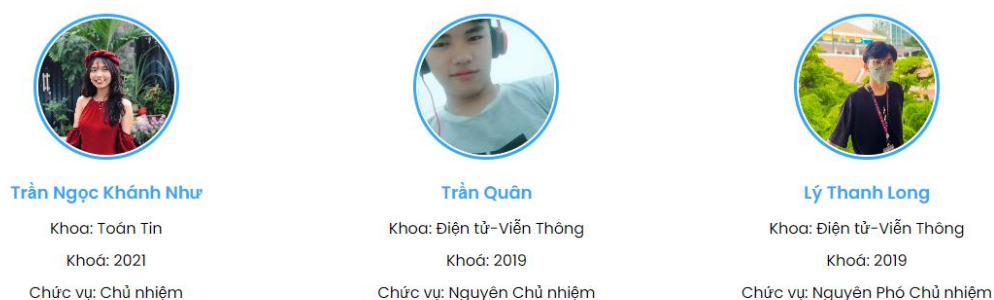 Trần Ngọc Khánh Như
Khoa: Toán Tin
Khoá: 2021
Chức vụ: Chủ nhiệm
Trần Quân
Khoa: Điện tử-Viễn Thông
Khoá: 2019
Chức vụ: Nguyên Chủ nhiệm
Lý Thanh Long
Khoa: Điện tử-Viễn Thông
Khoá: 2019
Chức vụ: Nguyên Phó Chủ nhiệm